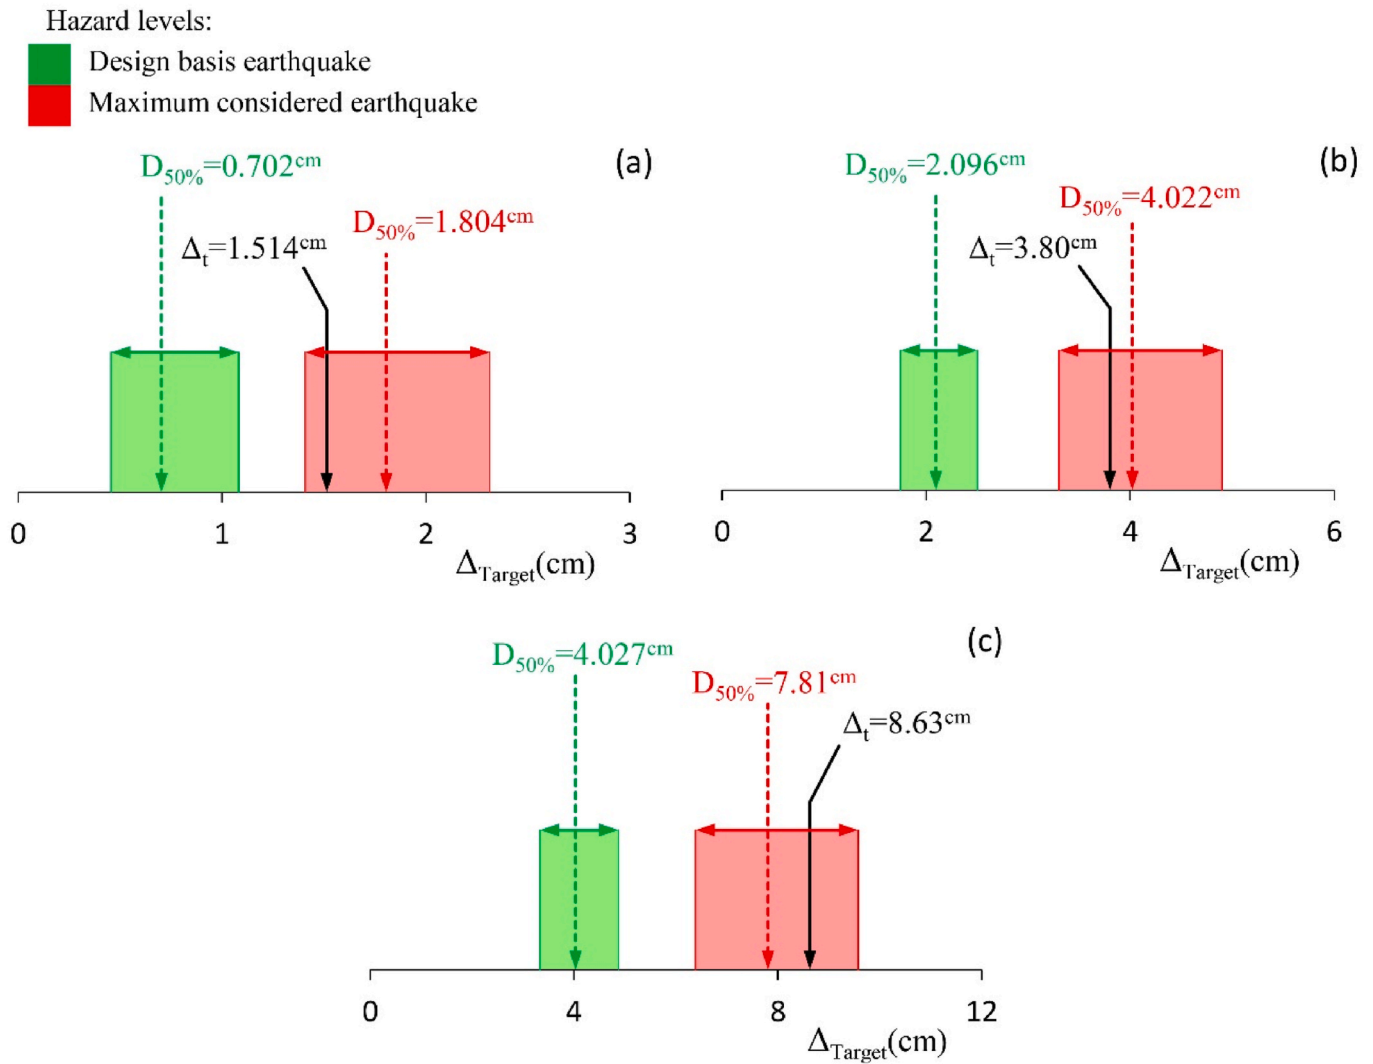 Hazard levels:
Design basis earthquake
Maximum considered earthquake
(a)
D50%=0.702cm
D50%=1.804cm
Δt=1.514cm
0 1 2 3
ΔTarget(cm)
(b)
D50%=2.096cm
D50%=4.022cm
Δt=3.80cm
0 2 4 6
ΔTarget(cm)
(c)
D50%=4.027cm
D50%=7.81cm
Δt=8.63cm
0 4 8 12
ΔTarget(cm)